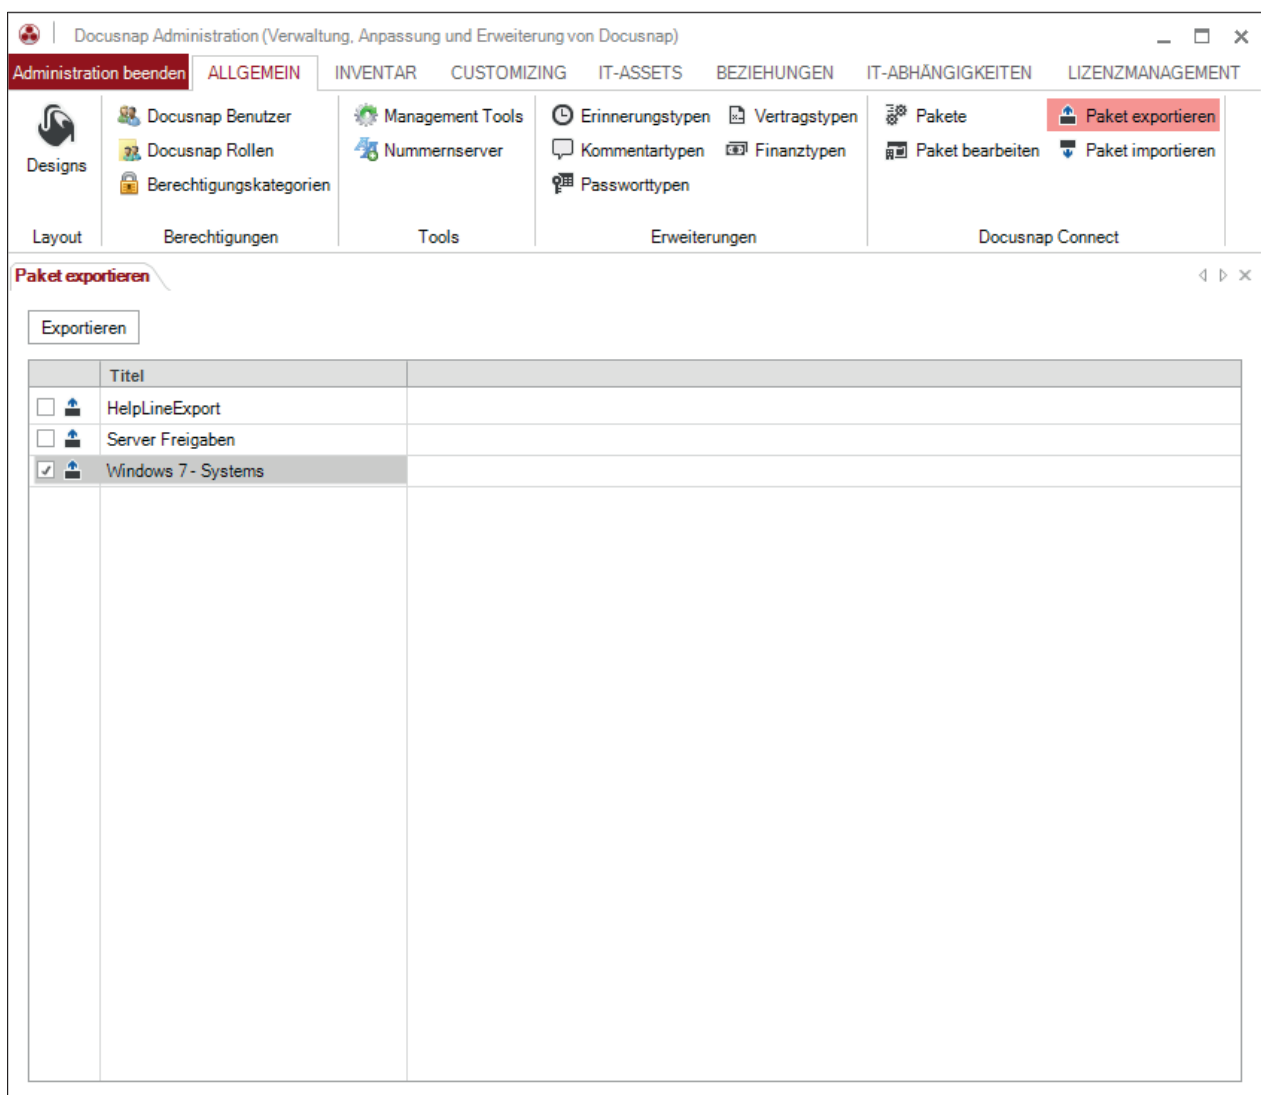 Docusnap Administration (Verwaltung, Anpassung und Erweiterung von Docusnap)
Administration beenden ALLGEMEIN INVENTAR CUSTOMIZING IT-ASSETS BEZIEHUNGEN IT-ABHÄNGIGKEITEN LIZENZMANAGEMENT
Docusnap Benutzer Management Tools Erinnerungstypen Vertragstypen Pakete Paket exportieren
Designs Docusnap Rollen Nummernserver Kommentartypen Finanztypen Paket bearbeiten Paket importieren
Berechtigungskategorien Passworttypen
Layout Berechtigungen Tools Erweiterungen Docusnap Connect
Paket exportieren
Exportieren
Titel
HelpLineExport
Server Freigaben
Windows 7 - Systems